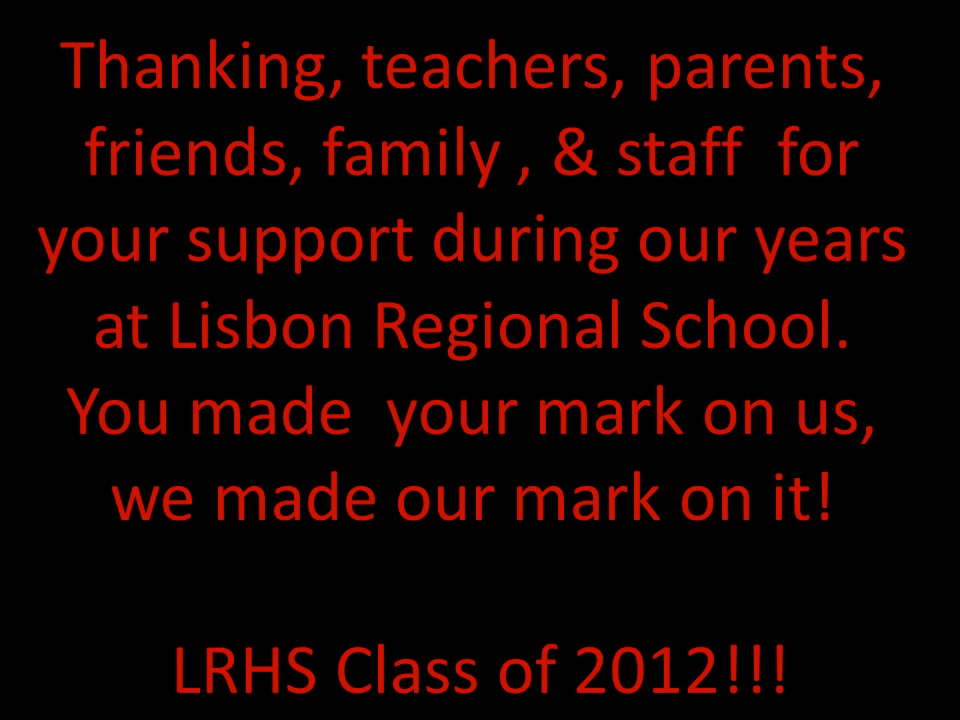 Thanking, teachers, parents,
friends, family , & staff  for
your support during our years
at Lisbon Regional School.
You made  your mark on us,
we made our mark on it!
LRHS Class of 2012!!!